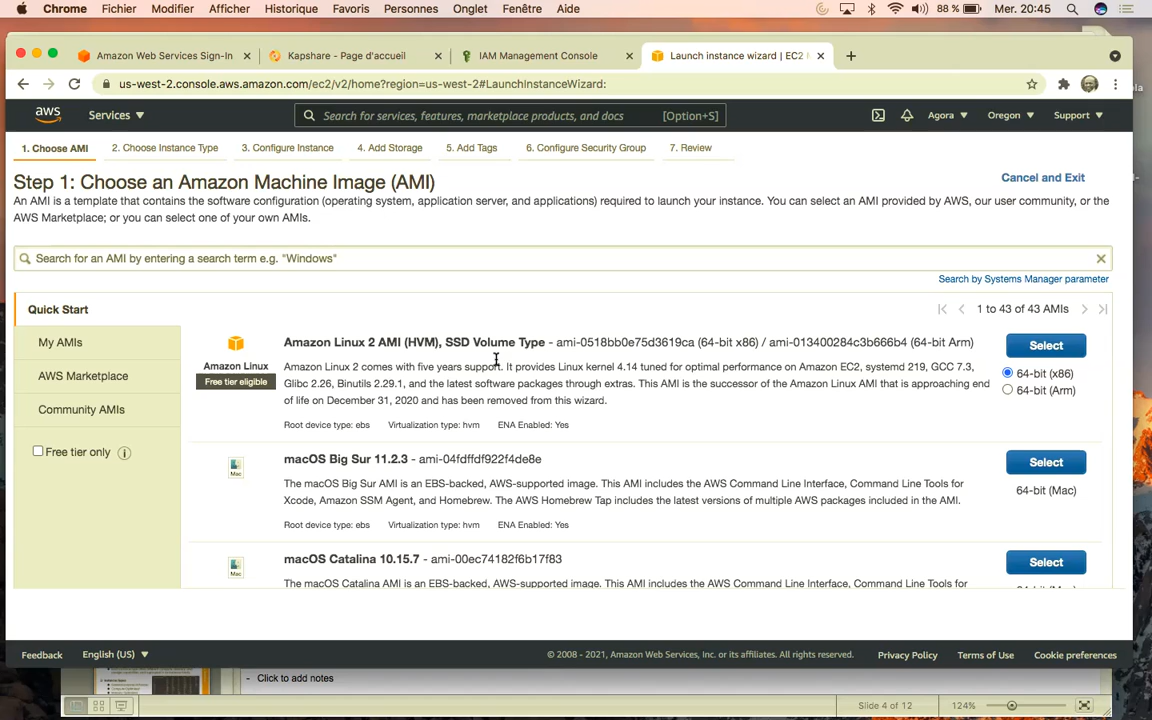 Chrome Fichier Modifier Afficher Historique Favoris Personnes Onglet Fenêtre Aide 88 % Mer. 20:45
Amazon Web Services Sign-In Kapshare - Page d'accueil IAM Management Console Launch instance wizard | EC2
us-west-2.console.aws.amazon.com/ec2/v2/home?region=us-west-2#LaunchInstanceWizard:
aws Services Search for services, features, marketplace products, and docs [Option+S] Agora Oregon Support
1. Choose AMI 2. Choose Instance Type 3. Configure Instance 4. Add Storage 5. Add Tags 6. Configure Security Group 7. Review
Step 1: Choose an Amazon Machine Image (AMI) Cancel and Exit
An AMI is a template that contains the software configuration (operating system, application server, and applications) required to launch your instance. You can select an AMI provided by AWS, our user community, or the
AWS Marketplace; or you can select one of your own AMIs.
Search for an AMI by entering a search term e.g. "Windows"
Search by Systems Manager parameter
Quick Start 1 to 43 of 43 AMIs
My AMIs
AWS Marketplace
Community AMIs
Free tier only
Amazon Linux
Free tier eligible
Amazon Linux 2 AMI (HVM), SSD Volume Type - ami-0518bb0e75d3619ca (64-bit x86) / ami-013400284c3b666b4 (64-bit Arm)
Amazon Linux 2 comes with five years support. It provides Linux kernel 4.14 tuned for optimal performance on Amazon EC2, systemd 219, GCC 7.3,
Glibc 2.26, Binutils 2.29.1, and the latest software packages through extras. This AMI is the successor of the Amazon Linux AMI that is approaching end
of life on December 31, 2020 and has been removed from this wizard.
Root device type: ebs Virtualization type: hvm ENA Enabled: Yes
Select
64-bit (x86)
64-bit (Arm)
Mac
macOS Big Sur 11.2.3 - ami-04fdffdf922f4de8e
The macOS Big Sur AMI is an EBS-backed, AWS-supported image. This AMI includes the AWS Command Line Interface, Command Line Tools for
Xcode, Amazon SSM Agent, and Homebrew. The AWS Homebrew Tap includes the latest versions of multiple AWS packages included in the AMI.
Root device type: ebs Virtualization type: hvm ENA Enabled: Yes
Select
64-bit (Mac)
Mac
macOS Catalina 10.15.7 - ami-00ec74182f6b17f83
The macOS Catalina AMI is an EBS-backed, AWS-supported image. This AMI includes the AWS Command Line Interface, Command Line Tools for
Select
Feedback English (US) © 2008 - 2021, Amazon Web Services, Inc. or its affiliates. All rights reserved. Privacy Policy Terms of Use Cookie preferences
- Click to add notes
Slide 4 of 12 124%